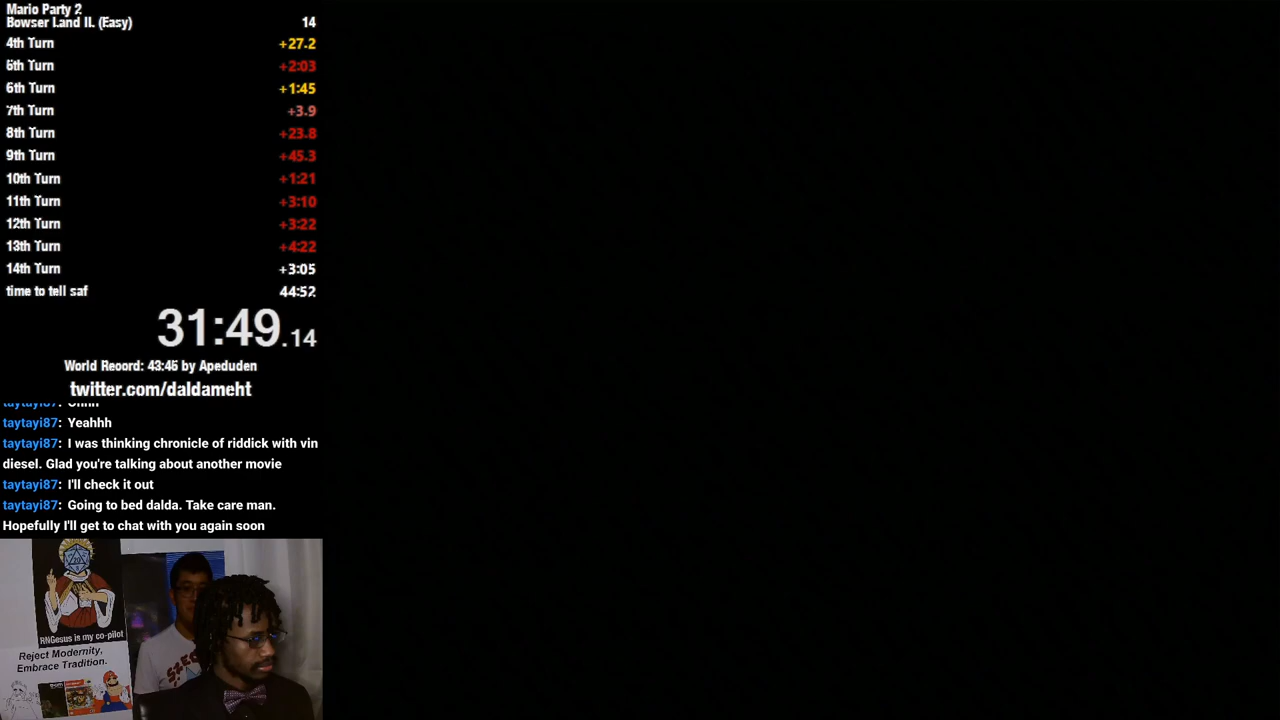 Mario Party 2
Bowser Land II. (Easy) 14
4th Turn +27.2
5th Turn +2:03
6th Turn +1:45
7th Turn +3.9
8th Turn +23.8
9th Turn +45.3
10th Turn +1:21
11th Turn +3:10
12th Turn +3:22
13th Turn +4:22
14th Turn +3:05
time to tell saf 44:52
31:49.14
World Record: 43:45 by Apeduden
twitter.com/daldameht
taytayi87: Ohhh
taytayi87: Yeahhh
taytayi87: I was thinking chronicle of riddick with vin
diesel. Glad you're talking about another movie
taytayi87: I'll check it out
taytayi87: Going to bed dalda. Take care man.
Hopefully I'll get to chat with you again soon
RNGesus is my co-pilot
Reject Modernity,
Embrace Tradition.